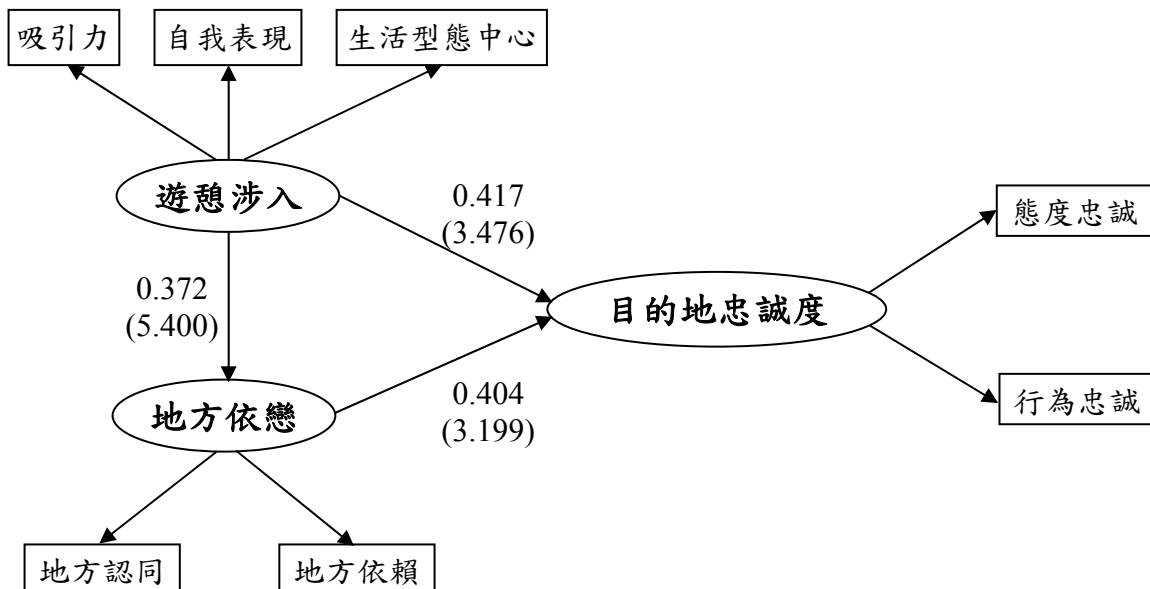 吸引力
自我表現
生活型態中心
遊憩涉入
0.417
(3.476)
態度忠誠
0.372
(5.400)
目的地忠誠度
地方依戀
0.404
(3.199)
行為忠誠
地方認同
地方依賴